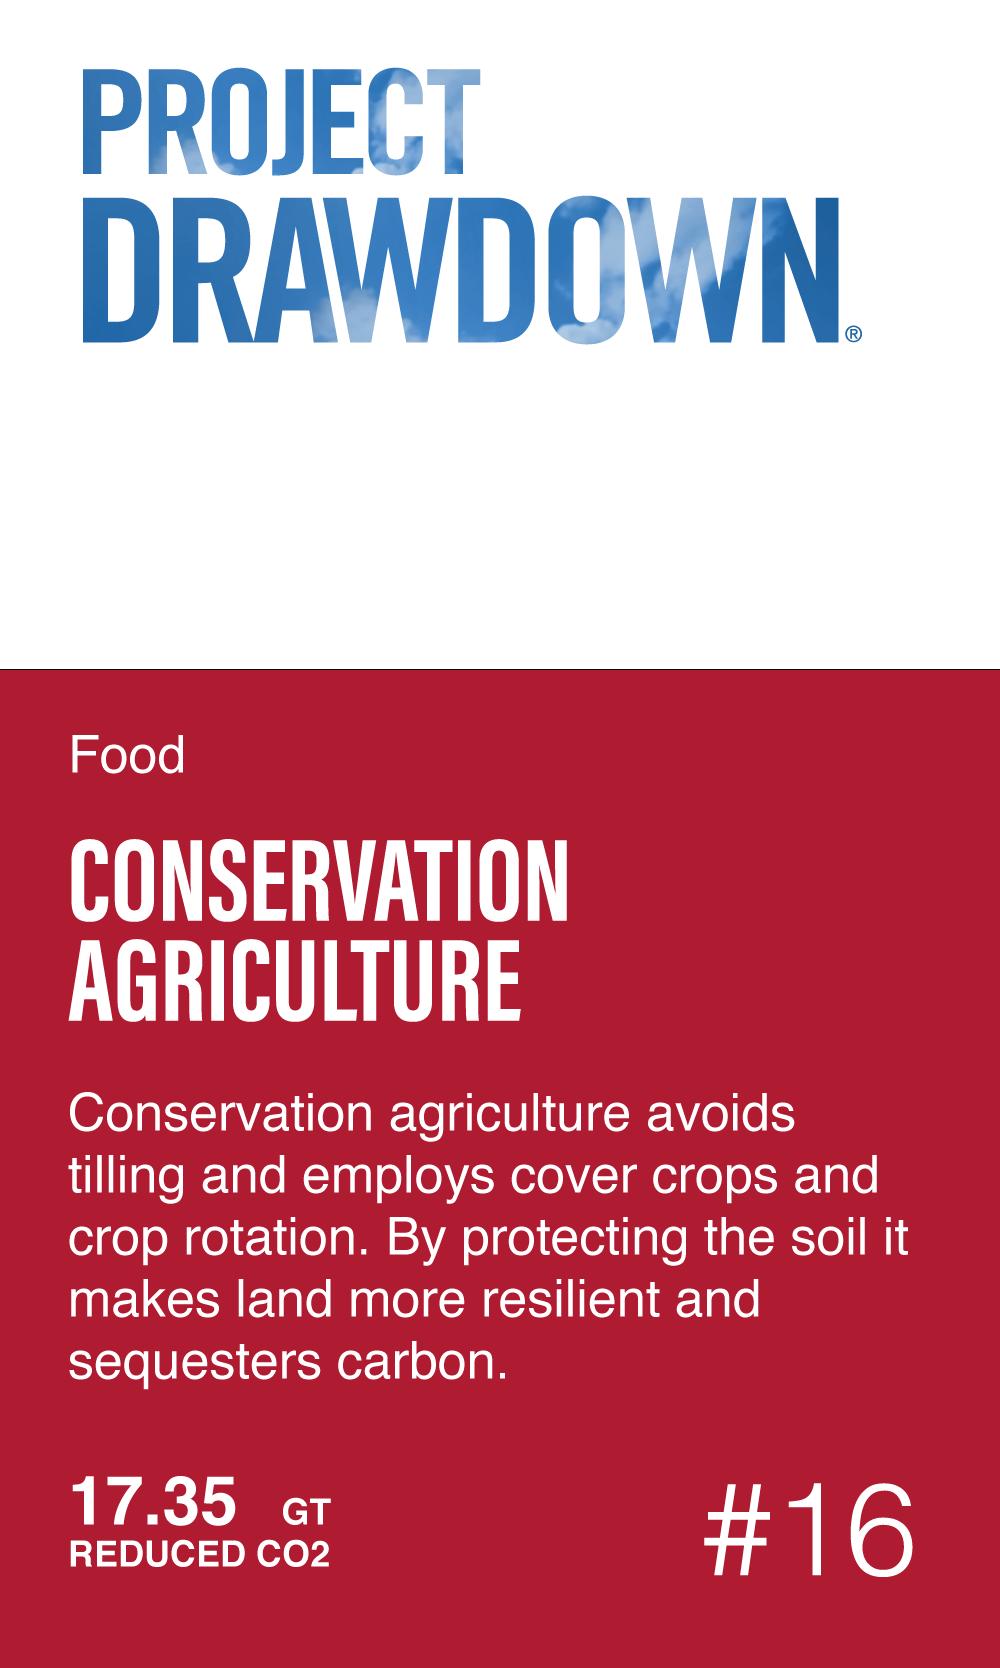 PROJECT
DRAWDOWN®
Food
CONSERVATION
AGRICULTURE
Conservation agriculture avoids
tilling and employs cover crops and
crop rotation. By protecting the soil it
makes land more resilient and
sequesters carbon.
17.35 GT
REDUCED CO2
#16